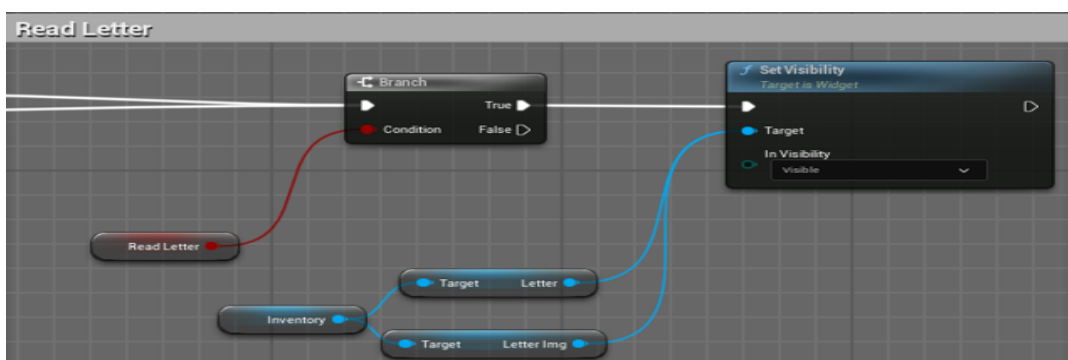 Read Letter
Branch
True
Condition
False
Set Visibility
Target is Widget
Target
In Visibility
Visible
Read Letter
Target
Letter
Inventory
Target
Letter Img